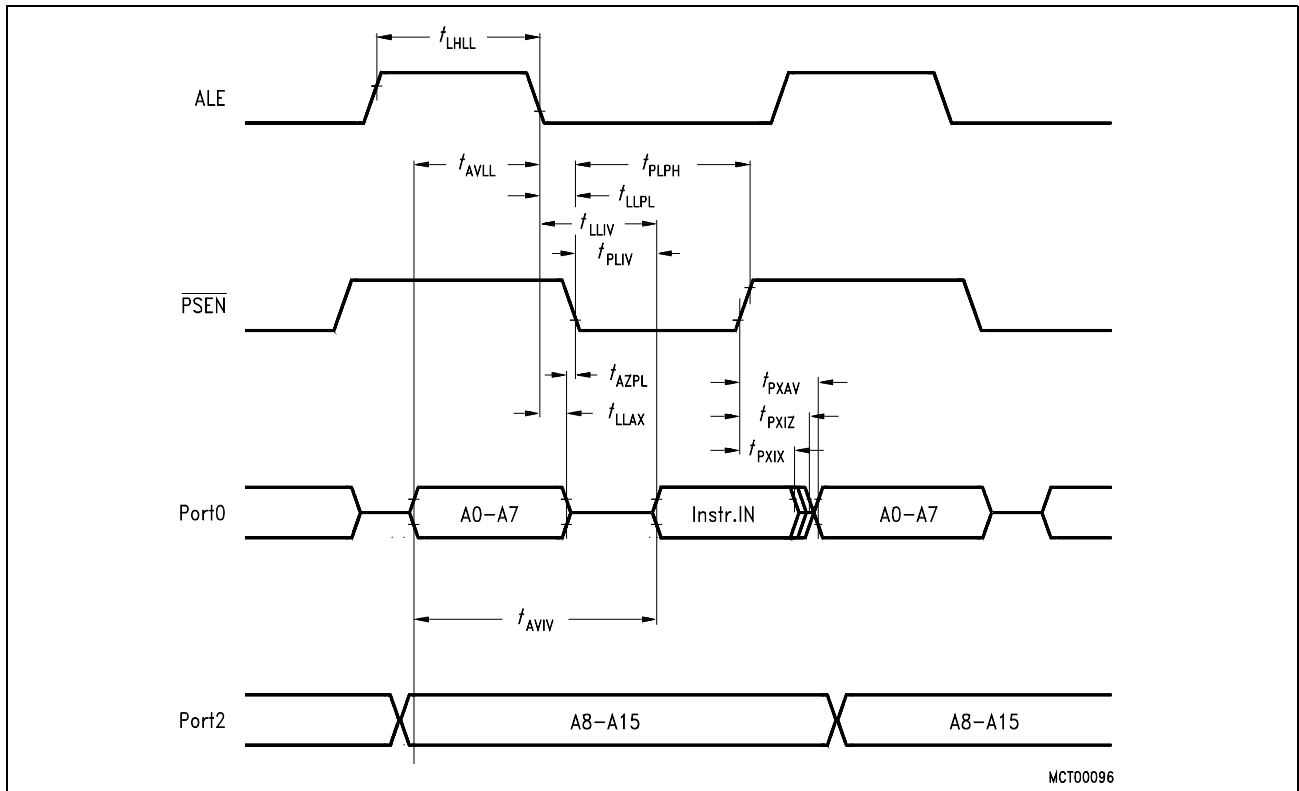 tLHLL
ALE
tAVLL
tPLPH
tLLPL
tLLIV
tPLIV
PSEN
tAZPL
tPXAV
tLLAX
tPXIZ
tPXIX
Port0
A0–A7
Instr.IN
A0–A7
tAVIV
Port2
A8–A15
A8–A15
MCT00096